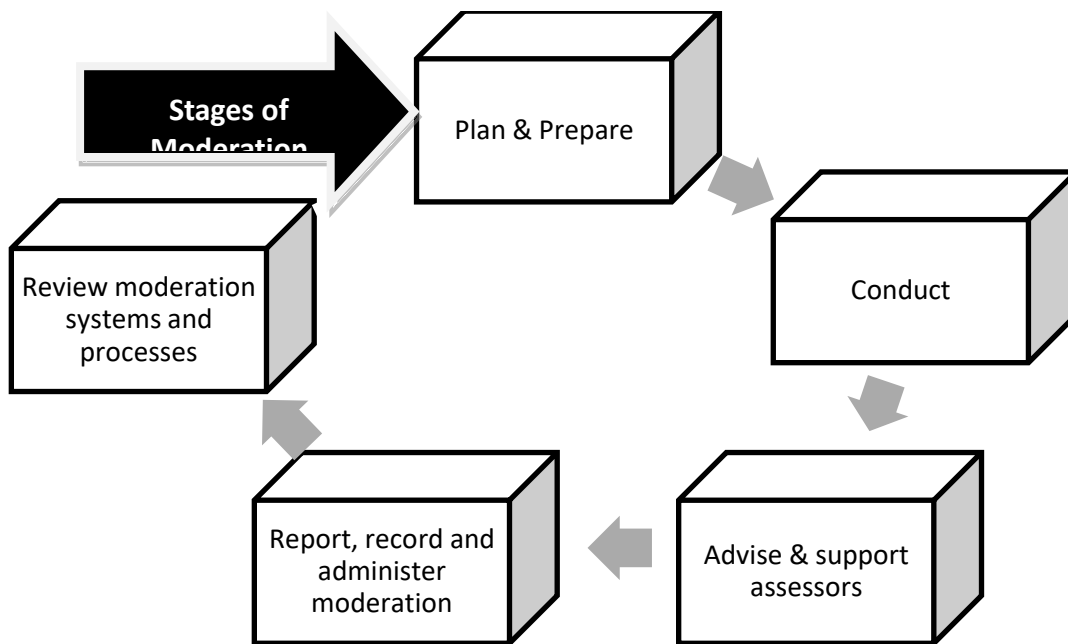 Stages of
Moderation
Plan & Prepare
Conduct
Advise & support
assessors
Report, record and
administer
moderation
Review moderation
systems and
processes